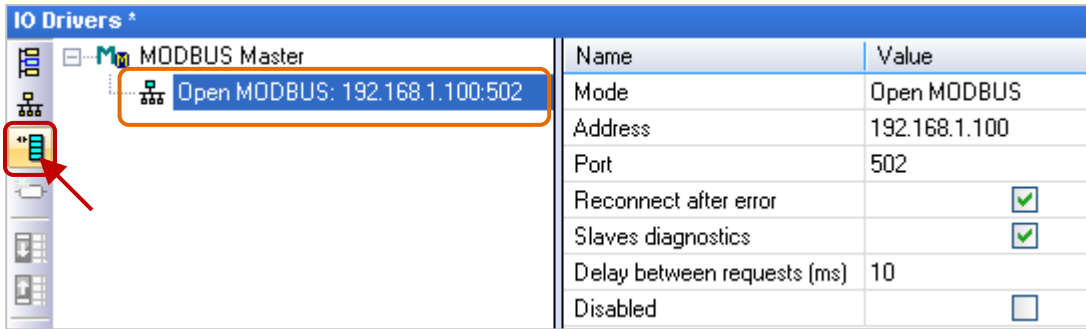 IO Drivers *
MODBUS Master
Open MODBUS: 192.168.1.100:502
Name Value
Mode Open MODBUS
Address 192.168.1.100
Port 502
Reconnect after error
Slaves diagnostics
Delay between requests (ms) 10
Disabled